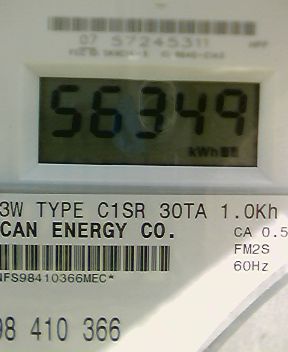 07 57245311
56349
kWh
3W TYPE C1SR 30TA 1.0Kh
CAN ENERGY CO.
CA 0.5
FM2S
NFS98410366MEC*
60Hz
98 410 366